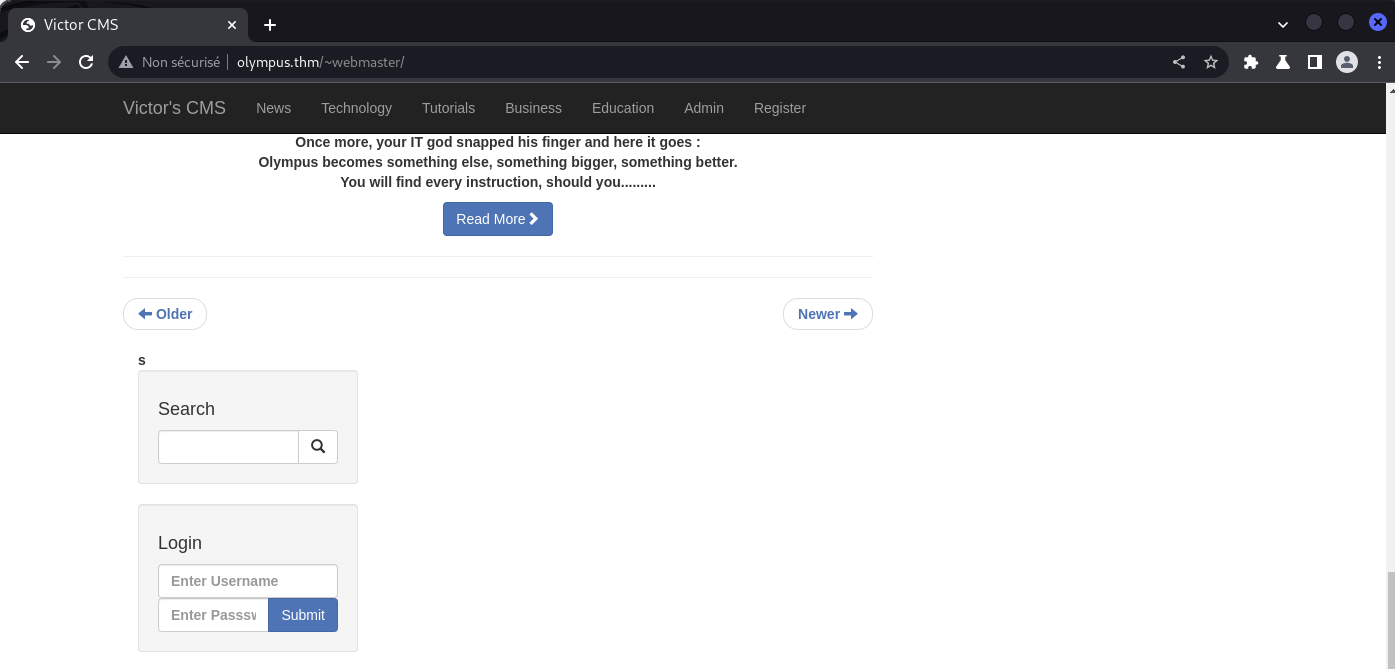 Victor CMS
Non sécurisé olympus.thm/~webmaster/
Victor's CMS News Technology Tutorials Business Education Admin Register
Once more, your IT god snapped his finger and here it goes :
Olympus becomes something else, something bigger, something better.
You will find every instruction, should you.........
Read More
Older Newer
s
Search
Login
Enter Username
Enter Passsw Submit